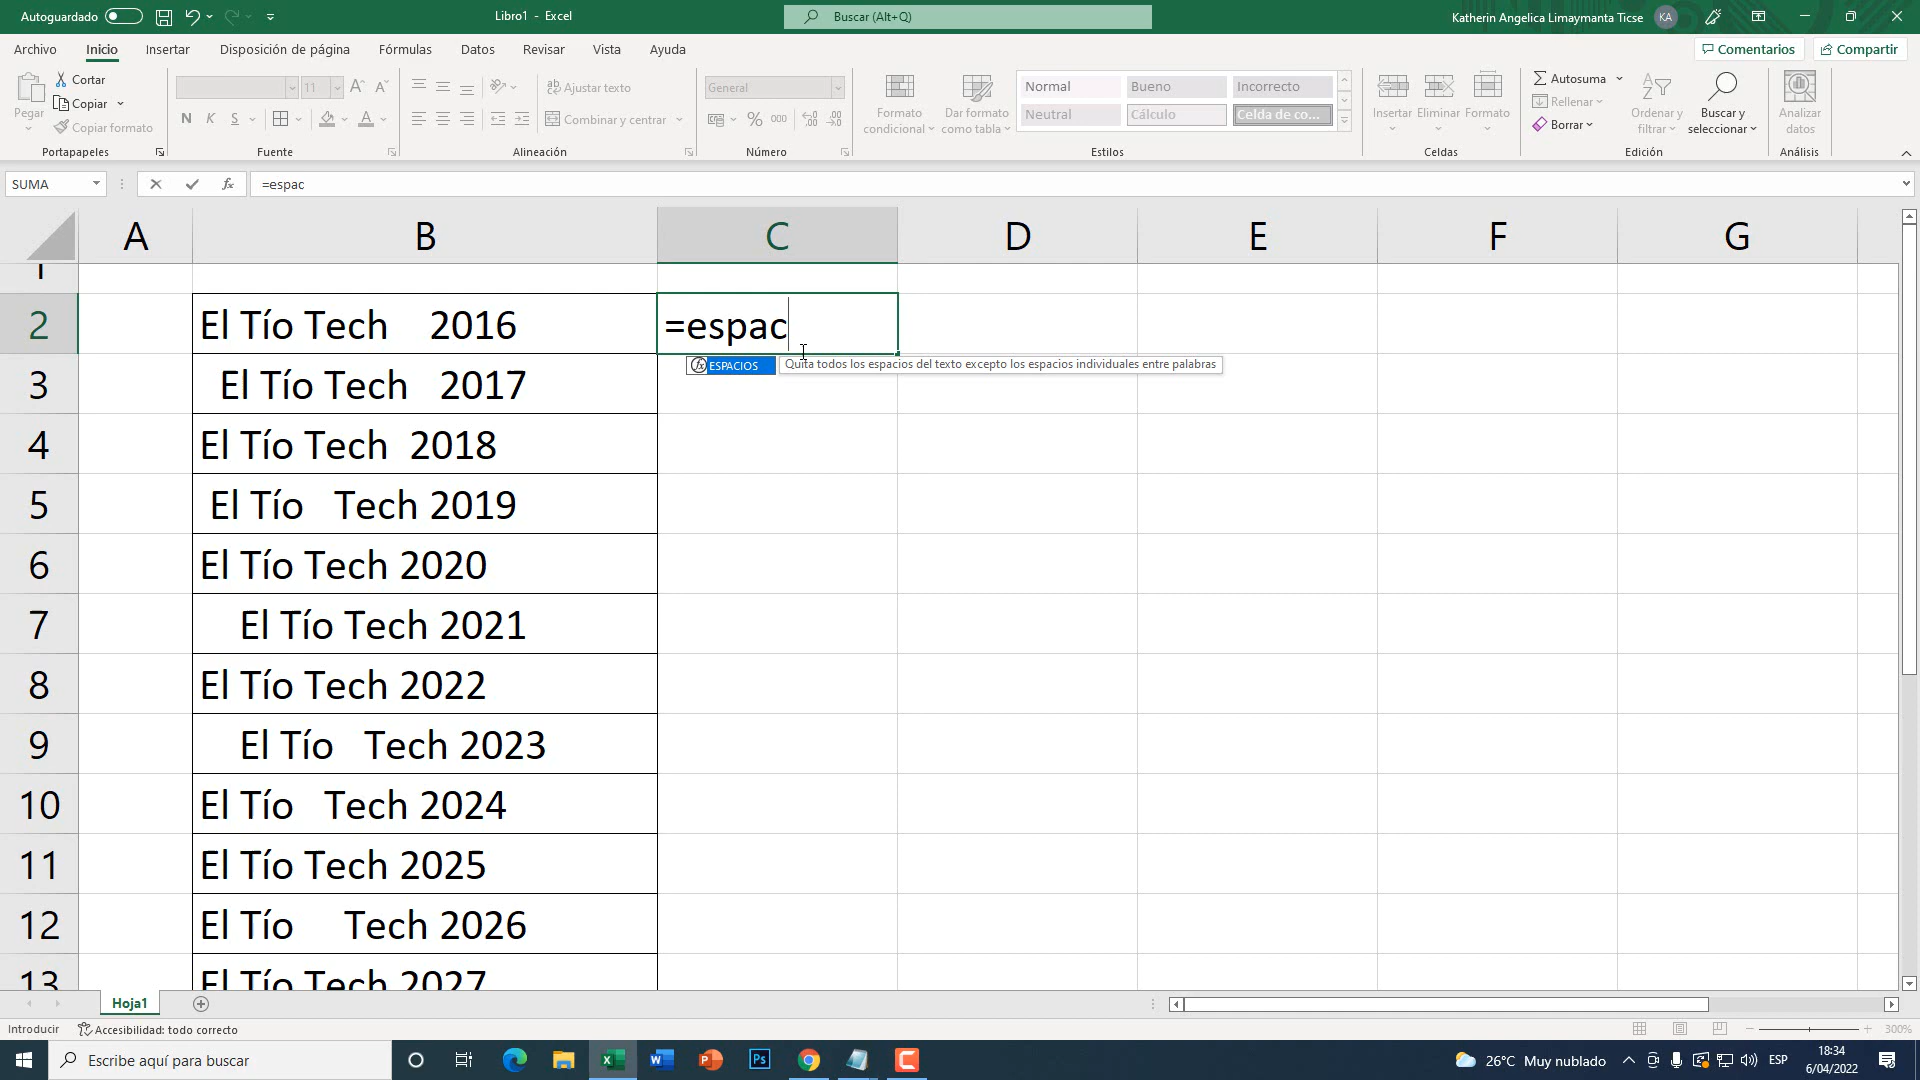 Autoguardado
Libro1 - Excel
Buscar (Alt+Q)
Katherin Angelica Limaymanta Ticse
KA
Archivo Inicio Insertar Disposición de página Fórmulas Datos Revisar Vista Ayuda
Comentarios
Compartir
Pegar
Cortar
Copiar
Copiar formato
Portapapeles
11
N K S
Fuente
Ajustar texto
Combinar y centrar
Alineación
General
% 000
Número
Formato condicional
Dar formato como tabla
Normal Bueno Incorrecto
Neutral Cálculo Celda de co...
Estilos
Insertar Eliminar Formato
Celdas
Autosuma
Rellenar
Borrar
Ordenar y filtrar
Buscar y seleccionar
Edición
Analizar datos
Análisis
SUMA
fx
=espac
A B C D E F G
1
2 El Tío Tech    2016 =espac
ESPACIOS
Quita todos los espacios del texto excepto los espacios individuales entre palabras
3   El Tío Tech   2017
4 El Tío Tech  2018
5  El Tío   Tech 2019
6 El Tío Tech 2020
7     El Tío Tech 2021
8 El Tío Tech 2022
9     El Tío   Tech 2023
10 El Tío   Tech 2024
11 El Tío Tech 2025
12 El Tío     Tech 2026
13 El Tío Tech 2027
Hoja1
Introducir
Accesibilidad: todo correcto
300%
Escribe aquí para buscar
26°C Muy nublado
ESP
18:34
6/04/2022